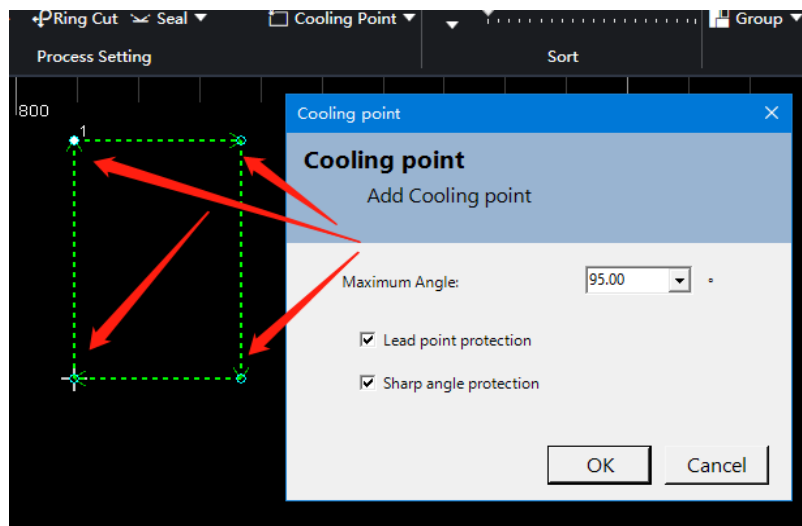 Ring Cut Seal Cooling Point Group
Process Setting Sort
800
1
Cooling point
Cooling point
Add Cooling point
Maximum Angle: 95.00 °
Lead point protection
Sharp angle protection
OK Cancel